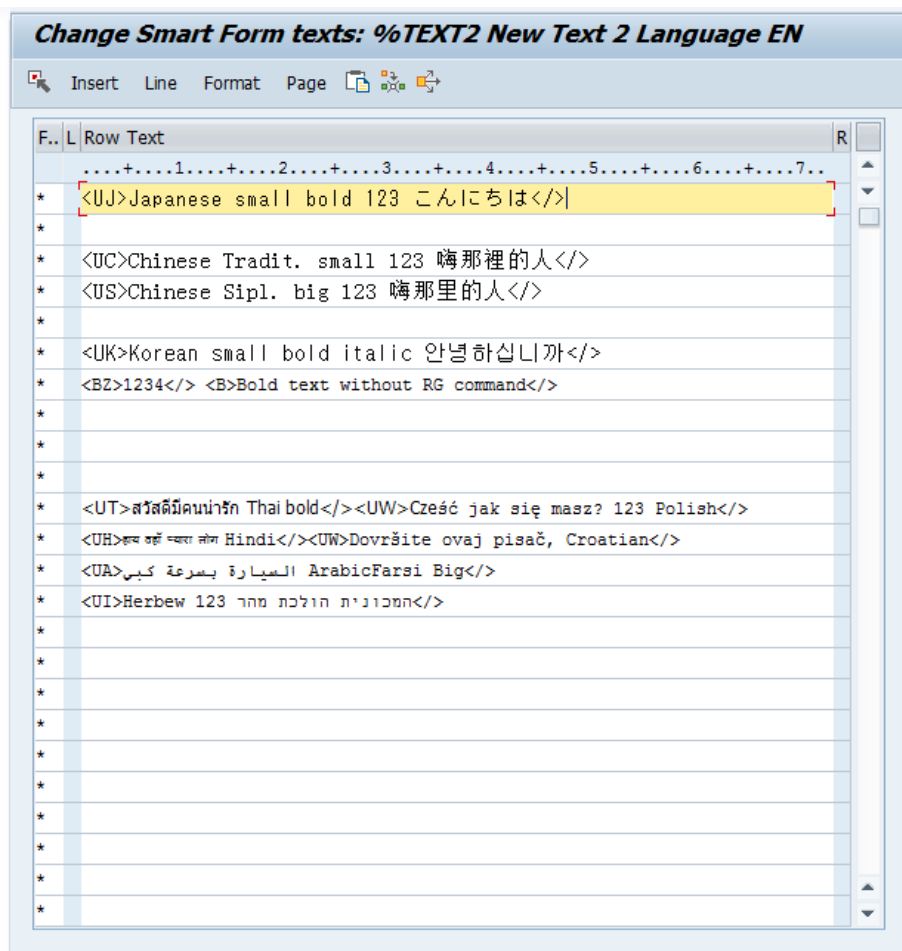 Change Smart Form texts: %TEXT2 New Text 2 Language EN
Insert Line Format Page
F.. L Row Text R
....+....1....+....2....+....3....+....4....+....5....+....6....+....7..
* <UJ>Japanese small bold 123 こんにちは</>
*
* <UC>Chinese Tradit. small 123 嗨那裡的人</>
* <US>Chinese Sipl. big 123 嗨那里的人</>
*
* <UK>Korean small bold italic 안녕하십니까</>
* <BZ>1234</> <B>Bold text without RG command</>
*
*
*
* <UT>สวัสดีมีคนน่ารัก Thai bold</><UW>Cześć jak się masz? 123 Polish</>
* <UH>हाय वहाँ प्यारा लोग Hindi</><UW>Dovršite ovaj pisač, Croatian</>
* <UA>السيارة بسرعة كبي ArabicFarsi Big</>
* <UI>Herbew 123 המכונית הולכת מהר</>
*
*
*
*
*
*
*
*
*
*